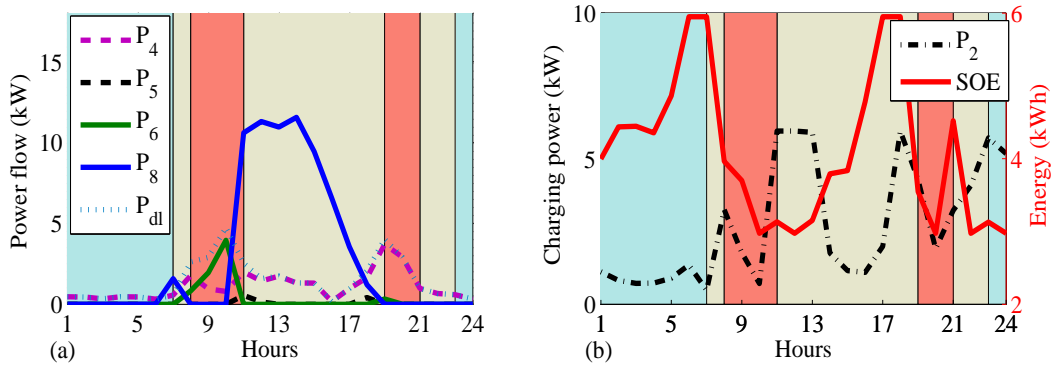 Power flow (kW)
15
10
5
0
P4
P5
P6
P8
Pdl
1 5 9 13 17 21 24
Hours
(a)
Charging power (kW)
10
5
0
P2
SOE
6
4
2
Energy (kWh)
1 5 9 13 17 21 24
Hours
(b)